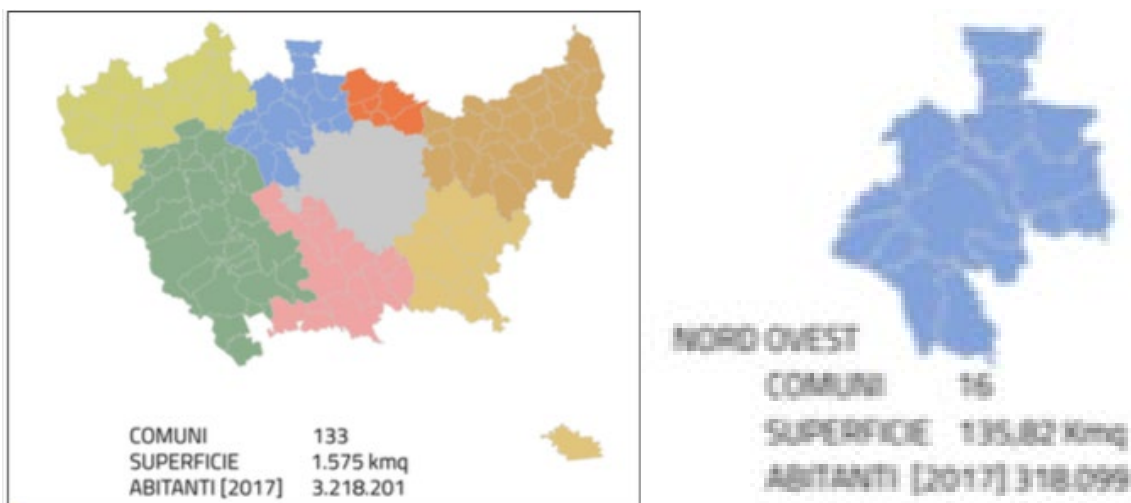 COMUNI 133
SUPERFICIE 1.575 kmq
ABITANTI [2017] 3.218.201
NORD OVEST
COMUNI 16
SUPERFICIE 135,82 Kmq
ABITANTI [2017] 318.099